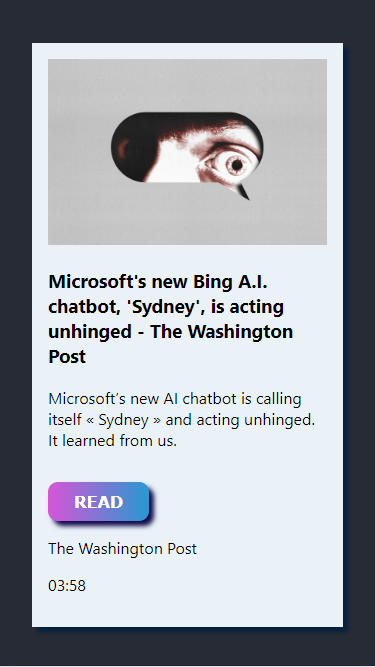 Microsoft's new Bing A.I.
chatbot, 'Sydney', is acting
unhinged - The Washington
Post
Microsoft’s new AI chatbot is calling
itself « Sydney » and acting unhinged.
It learned from us.
READ
The Washington Post
03:58